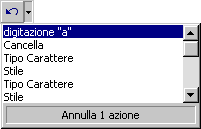 digitazione "a"
Cancella
Tipo Carattere
Stile
Tipo Carattere
Stile
Annulla 1 azione